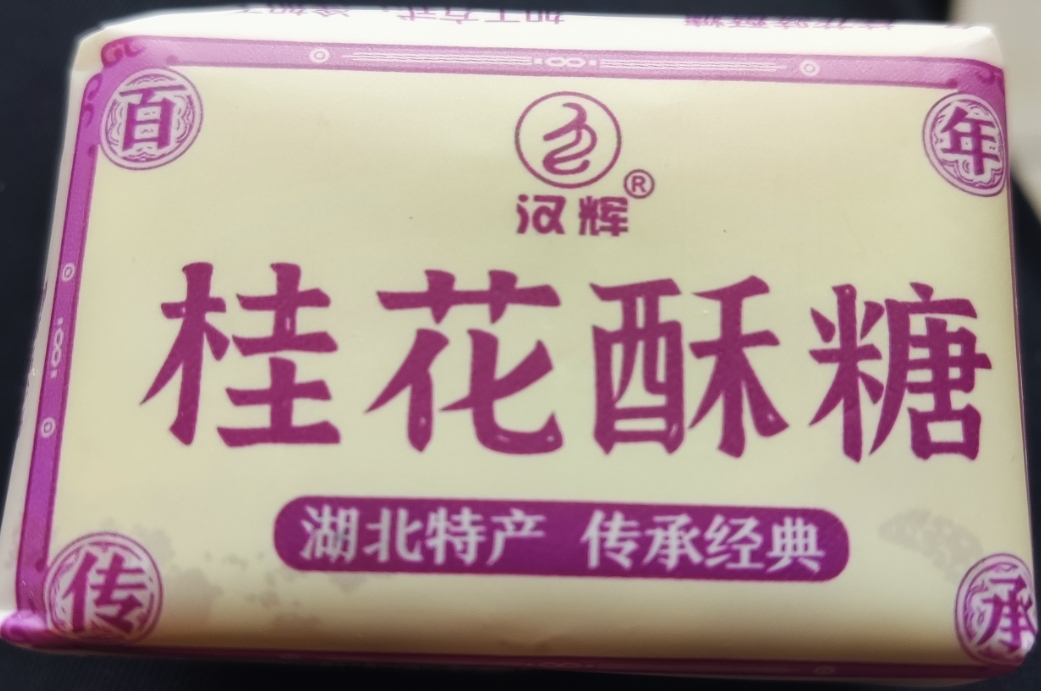 百 年
汉辉®
桂花酥糖
湖北特产 传承经典
传 承